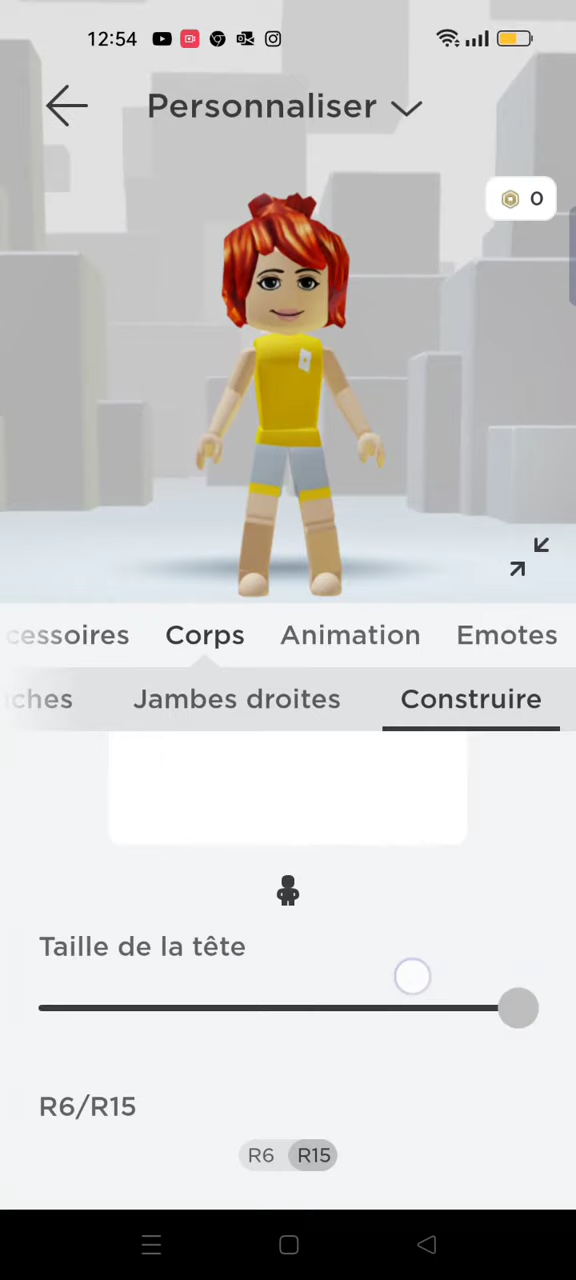 12:54
Personnaliser
0
cessoires Corps Animation Emotes
ches Jambes droites Construire
Taille de la tête
R6/R15
R6 R15